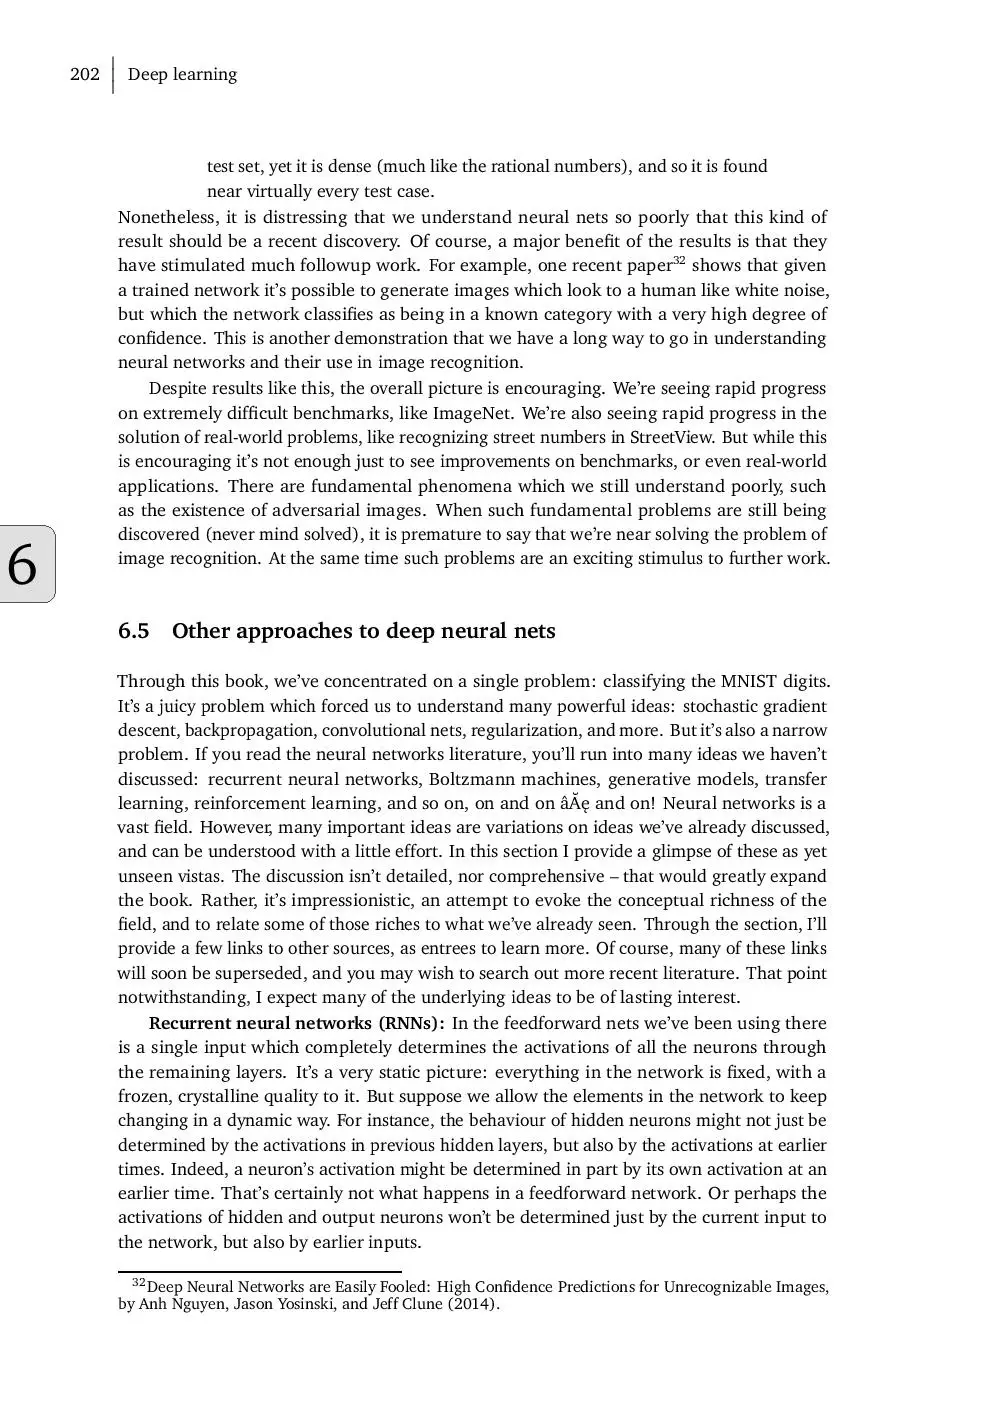 202 Deep learning
test set, yet it is dense (much like the rational numbers), and so it is found
near virtually every test case.
Nonetheless, it is distressing that we understand neural nets so poorly that this kind of
result should be a recent discovery. Of course, a major benefit of the results is that they
have stimulated much followup work. For example, one recent paper32 shows that given
a trained network it's possible to generate images which look to a human like white noise,
but which the network classifies as being in a known category with a very high degree of
confidence. This is another demonstration that we have a long way to go in understanding
neural networks and their use in image recognition.
Despite results like this, the overall picture is encouraging. We're seeing rapid progress
on extremely difficult benchmarks, like ImageNet. We're also seeing rapid progress in the
solution of real-world problems, like recognizing street numbers in StreetView. But while this
is encouraging it's not enough just to see improvements on benchmarks, or even real-world
applications. There are fundamental phenomena which we still understand poorly, such
as the existence of adversarial images. When such fundamental problems are still being
discovered (never mind solved), it is premature to say that we're near solving the problem of
image recognition. At the same time such problems are an exciting stimulus to further work.
6
6.5 Other approaches to deep neural nets
Through this book, we've concentrated on a single problem: classifying the MNIST digits.
It's a juicy problem which forced us to understand many powerful ideas: stochastic gradient
descent, backpropagation, convolutional nets, regularization, and more. But it's also a narrow
problem. If you read the neural networks literature, you'll run into many ideas we haven't
discussed: recurrent neural networks, Boltzmann machines, generative models, transfer
learning, reinforcement learning, and so on, on and on âĂę and on! Neural networks is a
vast field. However, many important ideas are variations on ideas we've already discussed,
and can be understood with a little effort. In this section I provide a glimpse of these as yet
unseen vistas. The discussion isn't detailed, nor comprehensive – that would greatly expand
the book. Rather, it's impressionistic, an attempt to evoke the conceptual richness of the
field, and to relate some of those riches to what we've already seen. Through the section, I'll
provide a few links to other sources, as entrees to learn more. Of course, many of these links
will soon be superseded, and you may wish to search out more recent literature. That point
notwithstanding, I expect many of the underlying ideas to be of lasting interest.
Recurrent neural networks (RNNs): In the feedforward nets we've been using there
is a single input which completely determines the activations of all the neurons through
the remaining layers. It's a very static picture: everything in the network is fixed, with a
frozen, crystalline quality to it. But suppose we allow the elements in the network to keep
changing in a dynamic way. For instance, the behaviour of hidden neurons might not just be
determined by the activations in previous hidden layers, but also by the activations at earlier
times. Indeed, a neuron's activation might be determined in part by its own activation at an
earlier time. That's certainly not what happens in a feedforward network. Or perhaps the
activations of hidden and output neurons won't be determined just by the current input to
the network, but also by earlier inputs.
32Deep Neural Networks are Easily Fooled: High Confidence Predictions for Unrecognizable Images,
by Anh Nguyen, Jason Yosinski, and Jeff Clune (2014).